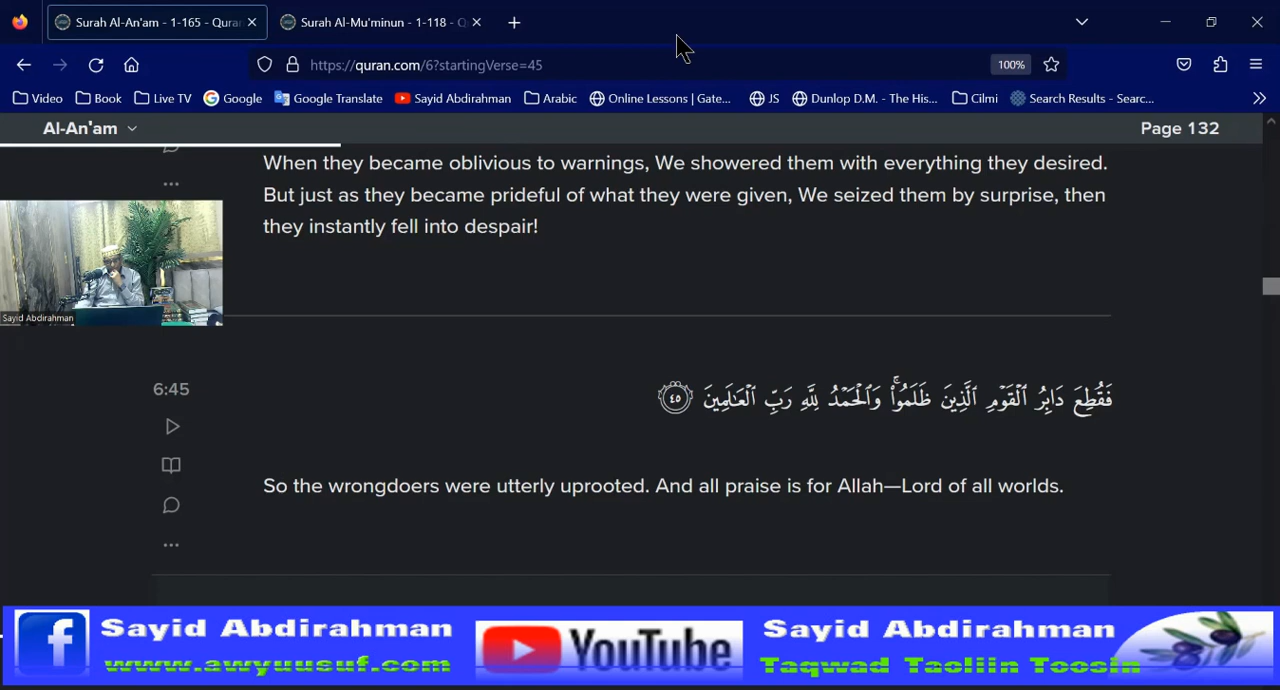 Surah Al-An'am - 1-165 - Quran
Surah Al-Mu'minun - 1-118 - Q
https://quran.com/6?startingVerse=45
100%
Video Book Live TV Google Google Translate Sayid Abdirahman Arabic Online Lessons | Gate... JS Dunlop D.M. - The His... Cilmi Search Results - Searc...
Al-An'am Page 132
When they became oblivious to warnings, We showered them with everything they desired.
But just as they became prideful of what they were given, We seized them by surprise, then
they instantly fell into despair!
Sayid Abdirahman
6:45
فَقُطِعَ دَابِرُ ٱلْقَوْمِ ٱلَّذِينَ ظَلَمُوا۟ ۚ وَٱلْحَمْدُ لِلَّهِ رَبِّ ٱلْعَـٰلَمِينَ ٤٥
So the wrongdoers were utterly uprooted. And all praise is for Allah—Lord of all worlds.
f Sayid Abdirahman
www.awyuusuf.com
YouTube
Sayid Abdirahman
Taqwad Taoliin Toosin